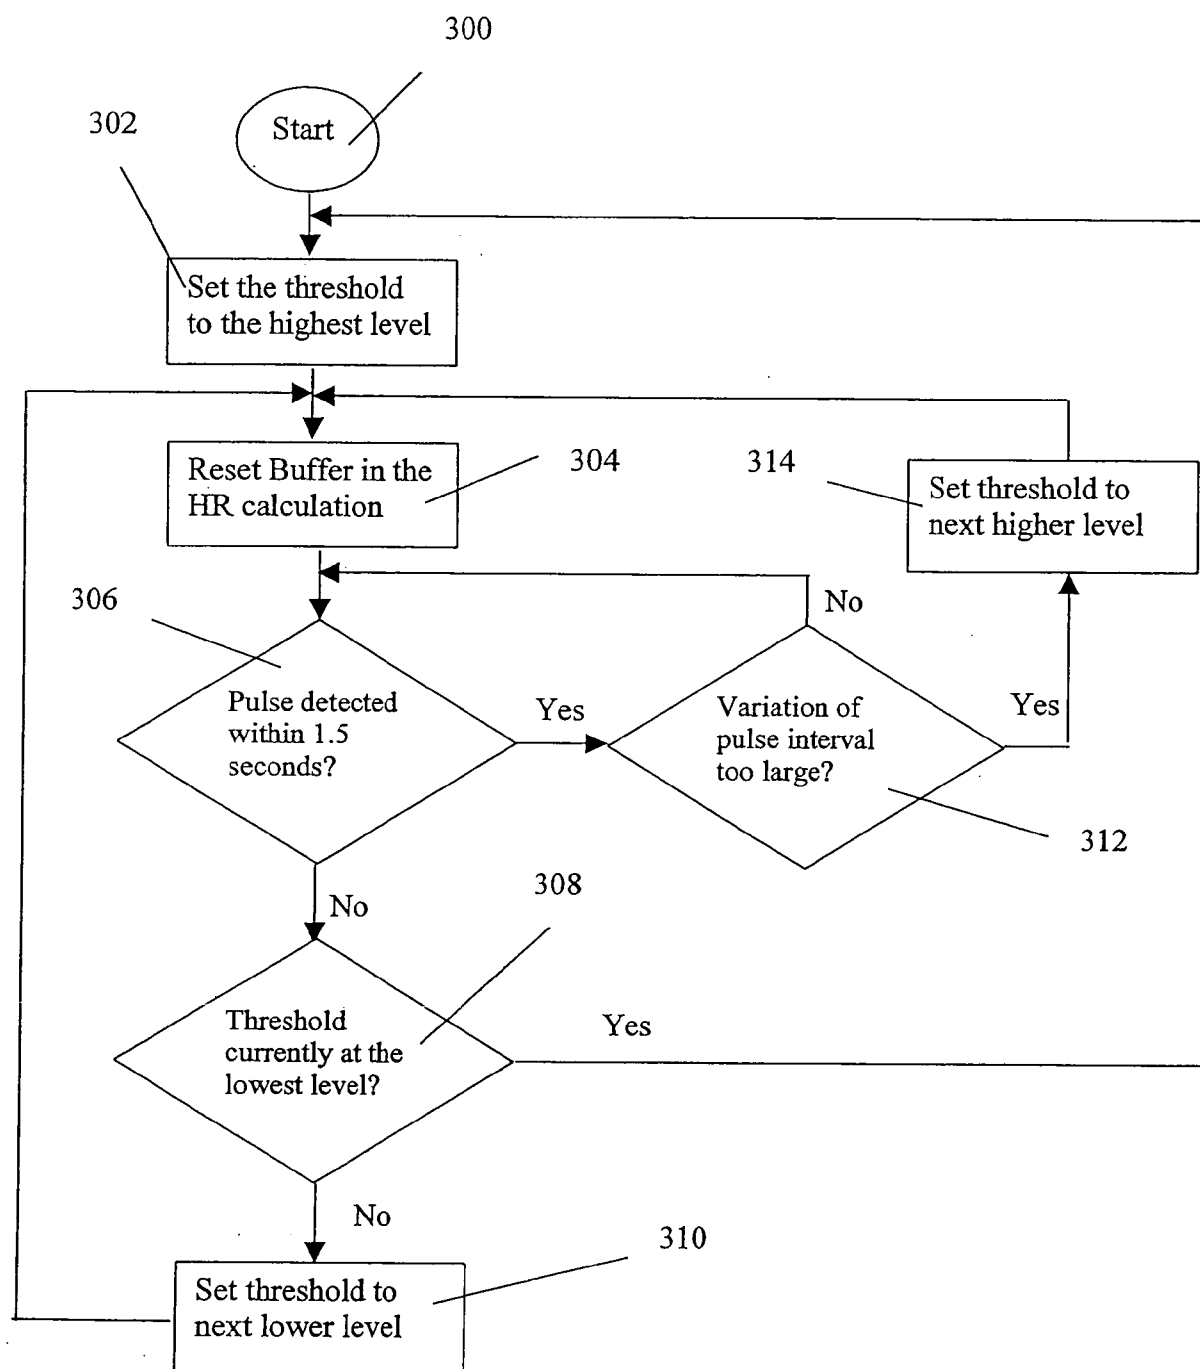 300
302
Start
Set the threshold
to the highest level
Reset Buffer in the
HR calculation
304
314
Set threshold to
next higher level
306
No
Pulse detected
within 1.5
seconds?
Yes
Variation of
pulse interval
too large?
Yes
312
308
No
Threshold
currently at the
lowest level?
Yes
No
310
Set threshold to
next lower level